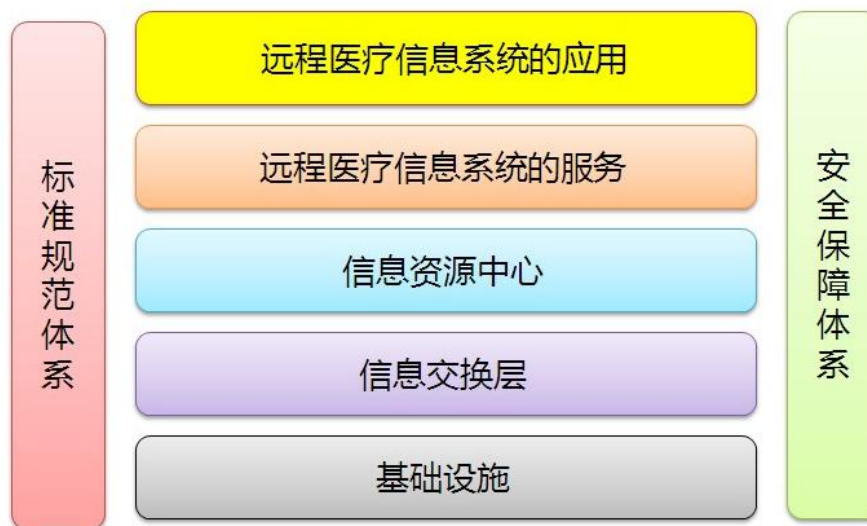 标准规范体系
远程医疗信息系统的应用
远程医疗信息系统的服务
信息资源中心
信息交换层
基础设施
安全保障体系